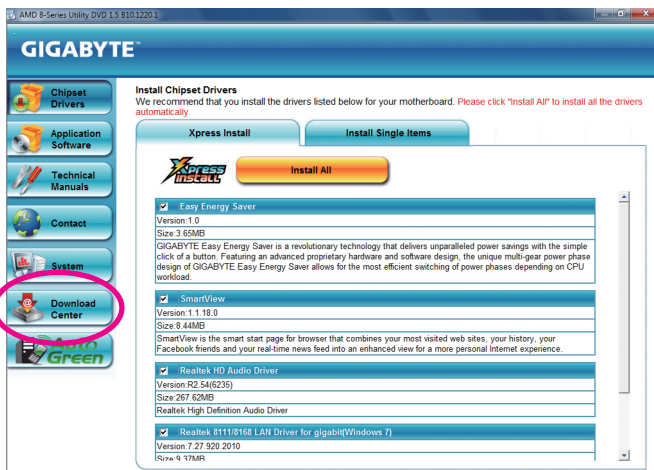 AMD 8-Series Utility DVD 1.5 B10.1220.1
GIGABYTE™
Chipset
Drivers
Application
Software
Technical
Manuals
Contact
System
Download
Center
Auto
Green
Install Chipset Drivers
We recommend that you install the drivers listed below for your motherboard. Please click "Install All" to install all the drivers
automatically.
Xpress Install
Install Single Items
Xpress
Install
Install All
Easy Energy Saver
Version:1.0
Size:3.65MB
GIGABYTE Easy Energy Saver is a revolutionary technology that delivers unparalleled power savings with the simple
click of a button. Featuring an advanced proprietary hardware and software design, the unique multi-gear power phase
design of GIGABYTE Easy Energy Saver allows for the most efficient switching of power phases depending on CPU
workload.
SmartView
Version:1.1.18.0
Size:8.44MB
SmartView is the smart start page for browser that combines your most visited web sites, your history, your
Facebook friends and your real-time news feed into an enhanced view for a more personal Internet experience.
Realtek HD Audio Driver
Version:R2.54(6235)
Size:267.62MB
Realtek High Definition Audio Driver
Realtek 8111/8168 LAN Driver for gigabit(Windows 7)
Version:7.27.920.2010
Size:9.37MB